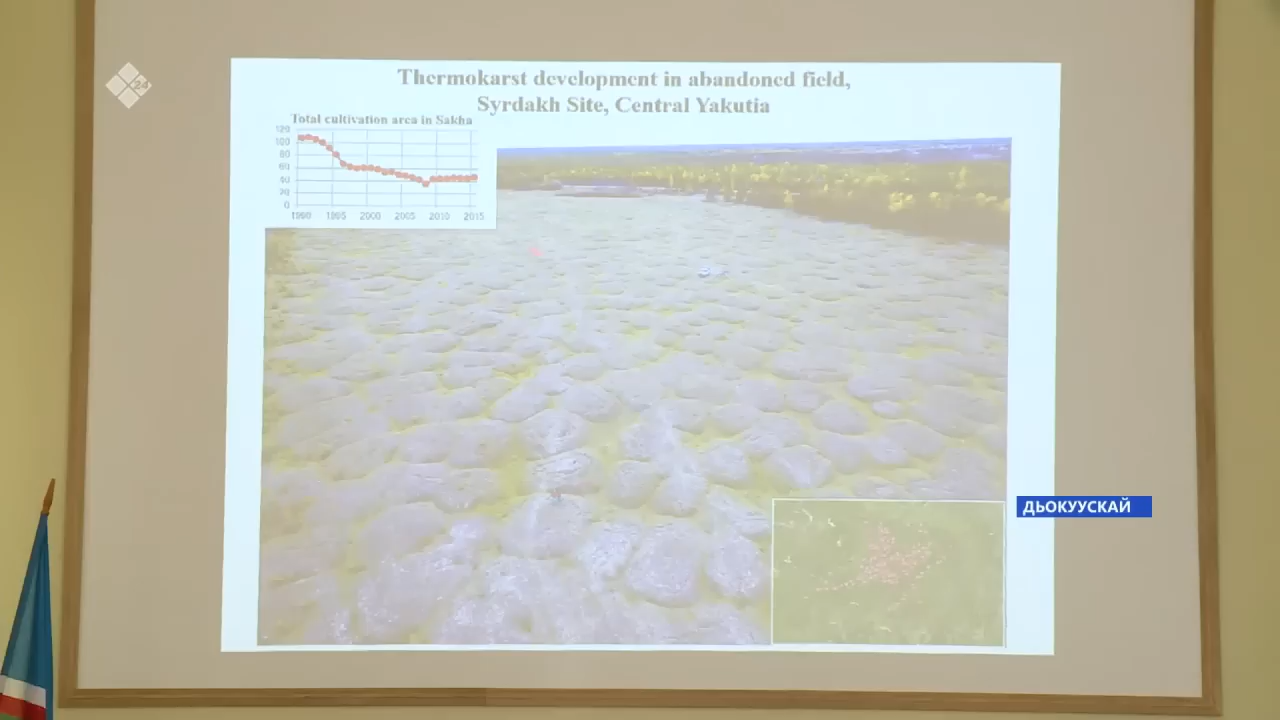 X24
Thermokarst development in abandoned field,
Syrdakh Site, Central Yakutia
Total cultivation area in Sakha
120
100
80
60
40
20
0
1990 1995 2000 2005 2010 2015
ДЬОКУУСКАЙ